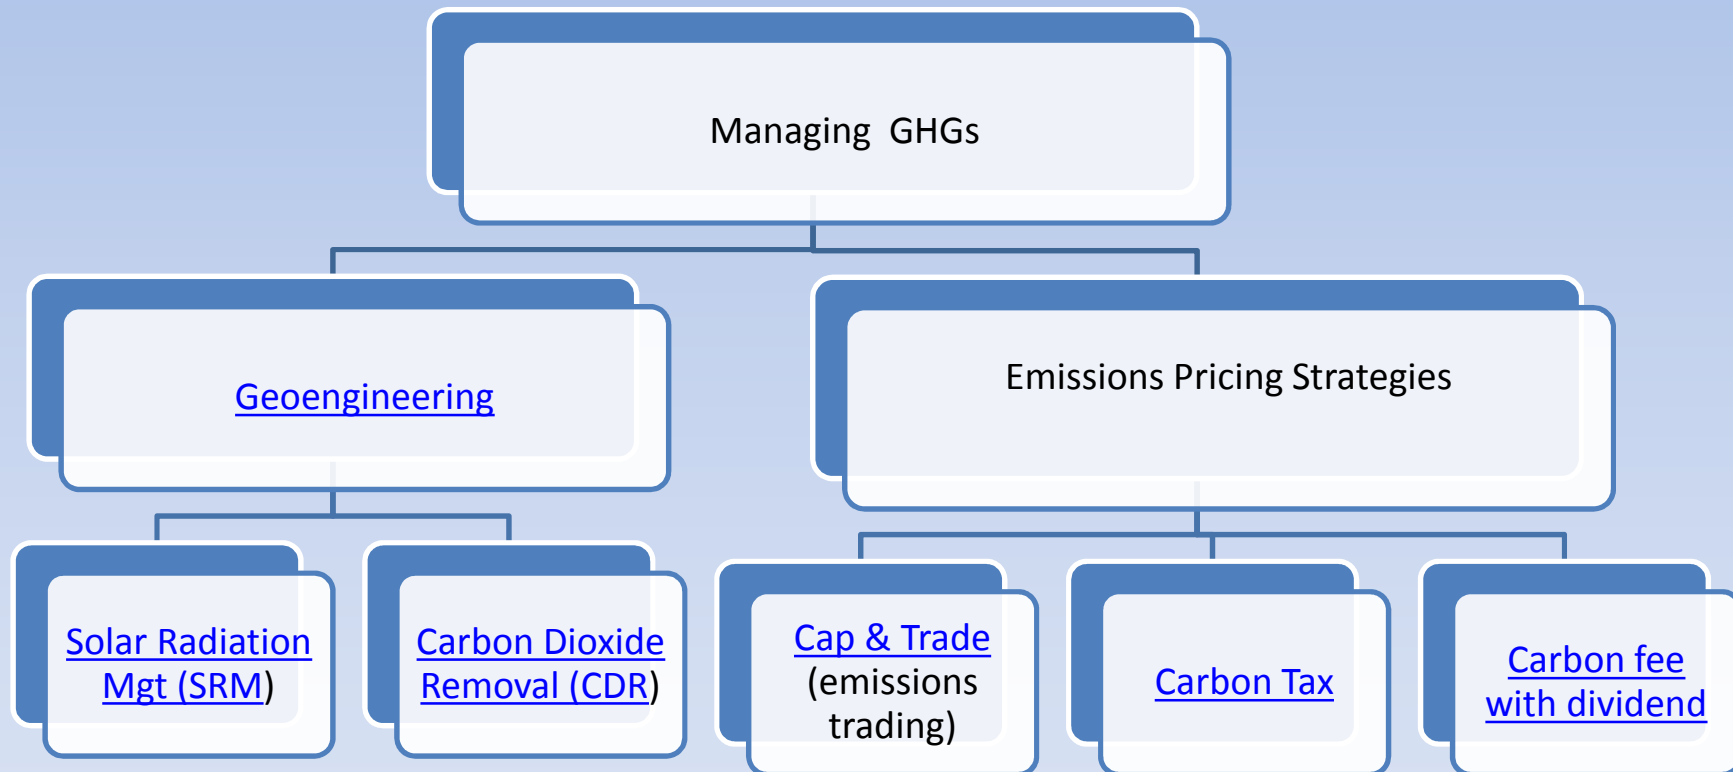 Managing  GHGs
Geoengineering
Emissions Pricing Strategies
Solar Radiation
Mgt (SRM)
Carbon Dioxide
Removal (CDR)
Cap & Trade
(emissions
trading)
Carbon Tax
Carbon fee
with dividend